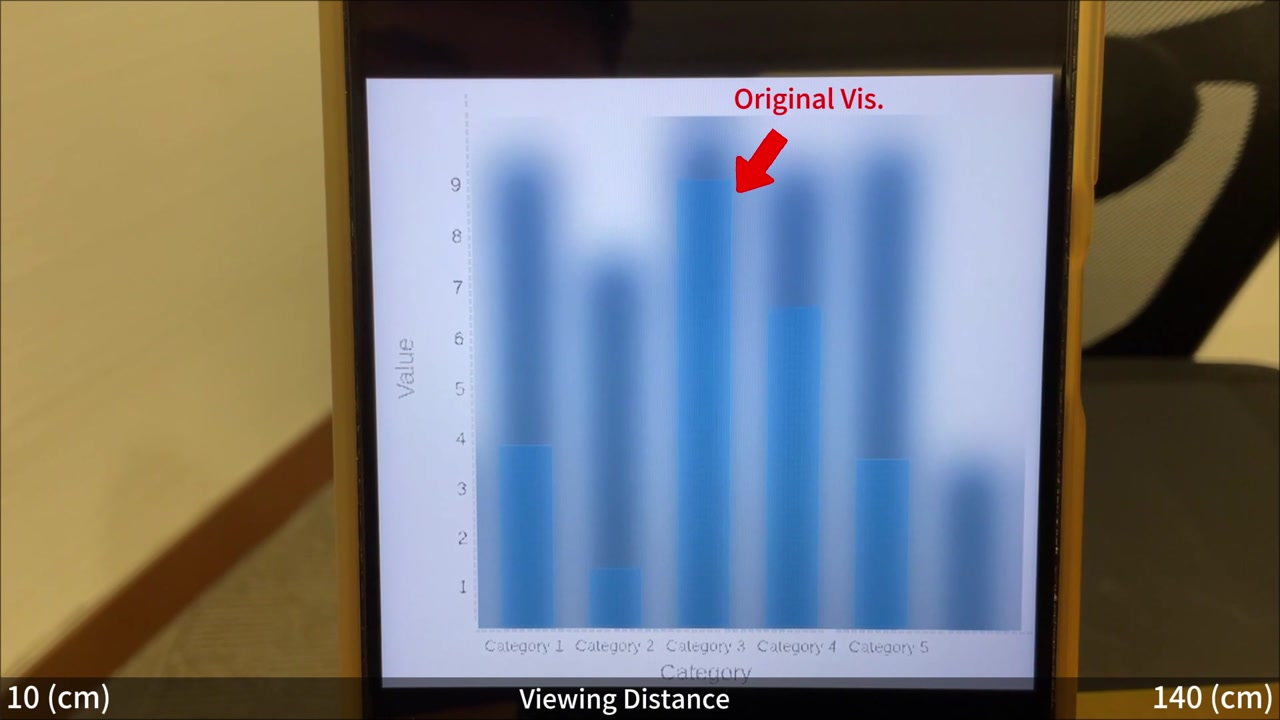 Original Vis.
9
8
7
6
5
4
3
2
1
Value
Category 1 Category 2 Category 3 Category 4 Category 5
Category
10 (cm) Viewing Distance 140 (cm)